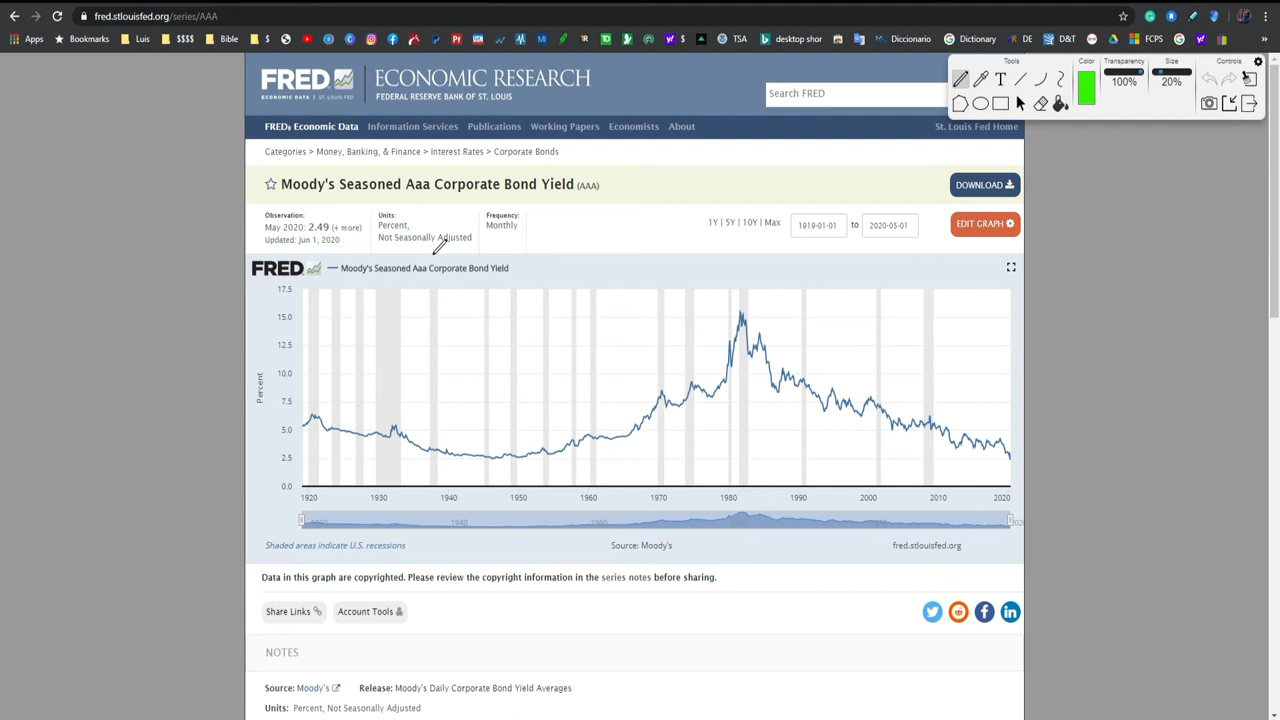 fred.stlouisfed.org/series/AAA
Apps Bookmarks Luis $$$$ Bible $ MI TR $ TSA desktop shor Diccionario Dictionary DE D&T FCPS
Tools Color Transparency Size Controls
T 100% 20%
FRED ECONOMIC RESEARCH
ECONOMIC DATA | ST. LOUIS FED FEDERAL RESERVE BANK OF ST. LOUIS
Search FRED
FRED® Economic Data Information Services Publications Working Papers Economists About St. Louis Fed Home
Categories > Money, Banking, & Finance > Interest Rates > Corporate Bonds
Moody's Seasoned Aaa Corporate Bond Yield (AAA) DOWNLOAD
Observation: Units: Frequency:
May 2020: 2.49 (+ more) Percent, Monthly 1Y | 5Y | 10Y | Max 1919-01-01 to 2020-05-01 EDIT GRAPH
Updated: Jun 1, 2020 Not Seasonally Adjusted
FRED Moody's Seasoned Aaa Corporate Bond Yield
17.5
15.0
12.5
10.0
7.5
5.0
2.5
0.0
Percent
1920 1930 1940 1950 1960 1970 1980 1990 2000 2010 2020
1940 1960
Shaded areas indicate U.S. recessions Source: Moody's fred.stlouisfed.org
Data in this graph are copyrighted. Please review the copyright information in the series notes before sharing.
Share Links Account Tools
NOTES
Source: Moody's Release: Moody's Daily Corporate Bond Yield Averages
Units: Percent, Not Seasonally Adjusted